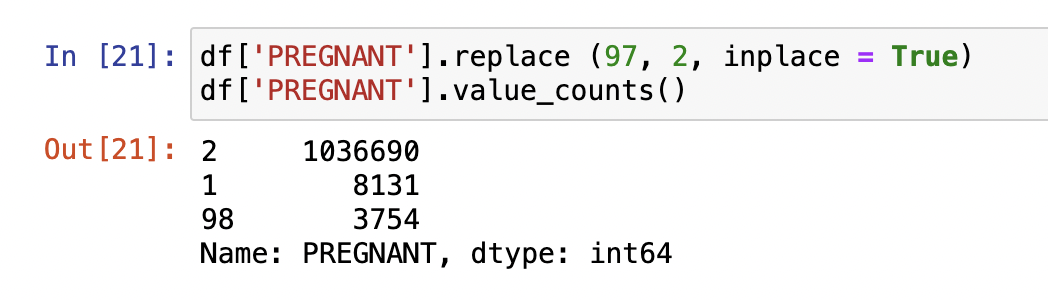 In [21]: df['PREGNANT'].replace (97, 2, inplace = True)
df['PREGNANT'].value_counts()
Out[21]: 2 1036690
1 8131
98 3754
Name: PREGNANT, dtype: int64